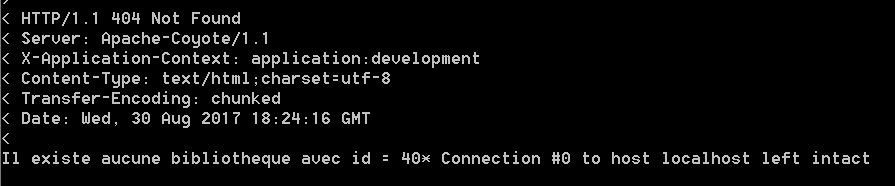 < HTTP/1.1 404 Not Found
< Server: Apache-Coyote/1.1
< X-Application-Context: application:development
< Content-Type: text/html;charset=utf-8
< Transfer-Encoding: chunked
< Date: Wed, 30 Aug 2017 18:24:16 GMT
<
Il existe aucune bibliotheque avec id = 40* Connection #0 to host localhost left intact